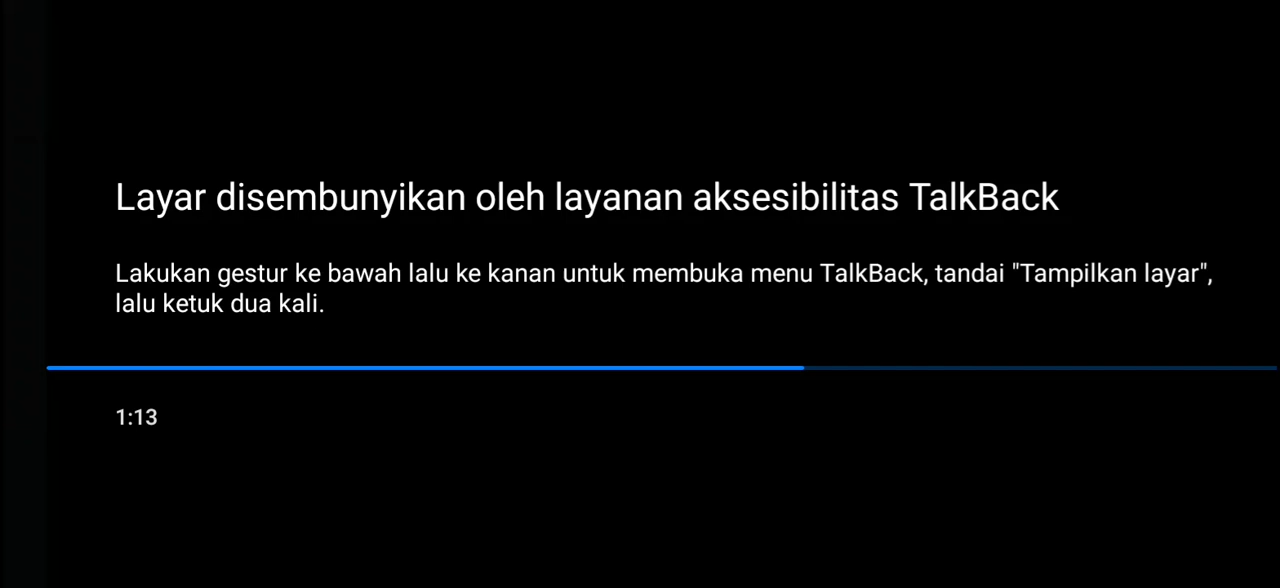 Layar disembunyikan oleh layanan aksesibilitas TalkBack
Lakukan gestur ke bawah lalu ke kanan untuk membuka menu TalkBack, tandai "Tampilkan layar",
lalu ketuk dua kali.
1:13